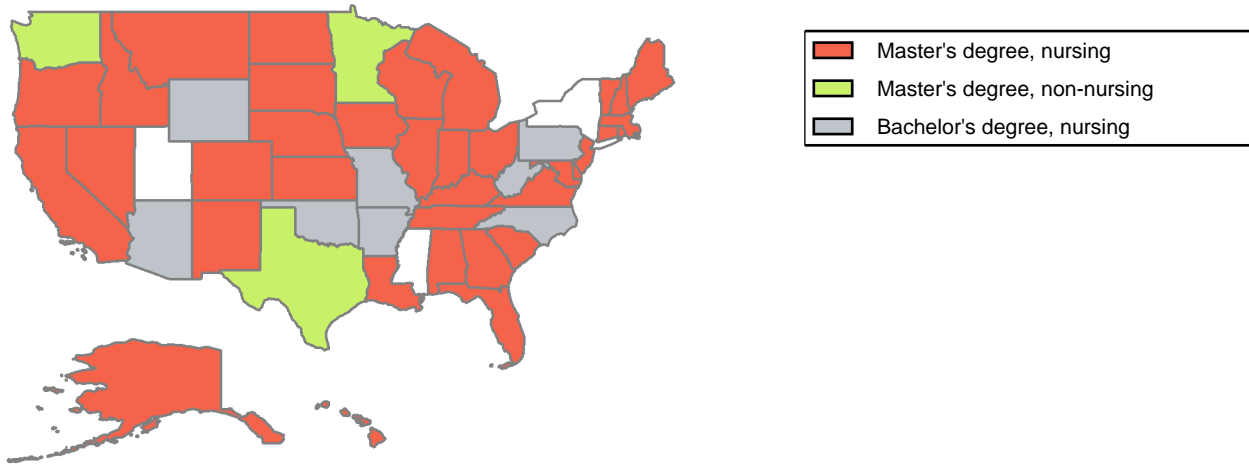 Master's degree, nursing
Master's degree, non-nursing
Bachelor's degree, nursing